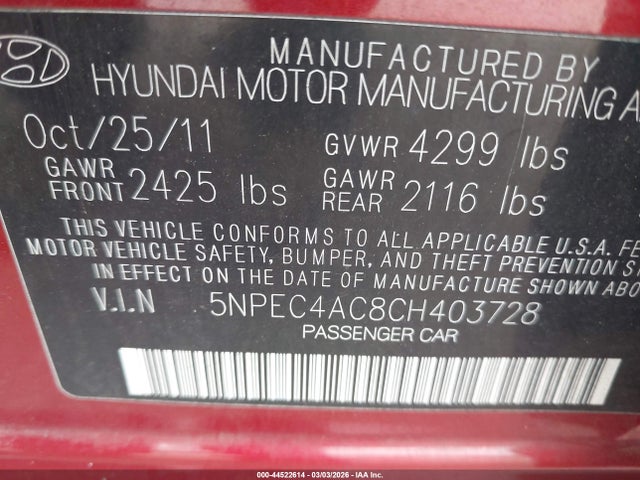 MANUFACTURED BY
HYUNDAI MOTOR MANUFACTURING
Oct/25/11 GVWR 4299 lbs
GAWR FRONT 2425 lbs GAWR REAR 2116 lbs
THIS VEHICLE CONFORMS TO ALL APPLICABLE U.S.A.
MOTOR VEHICLE SAFETY, BUMPER, AND THEFT PREVENTION
IN EFFECT ON THE DATE OF MANUFACTURE SHOWN ABOVE.
V.I.N 5NPEC4AC8CH403728
PASSENGER CAR
000-44522614 - 03/03/2026 - IAA Inc.